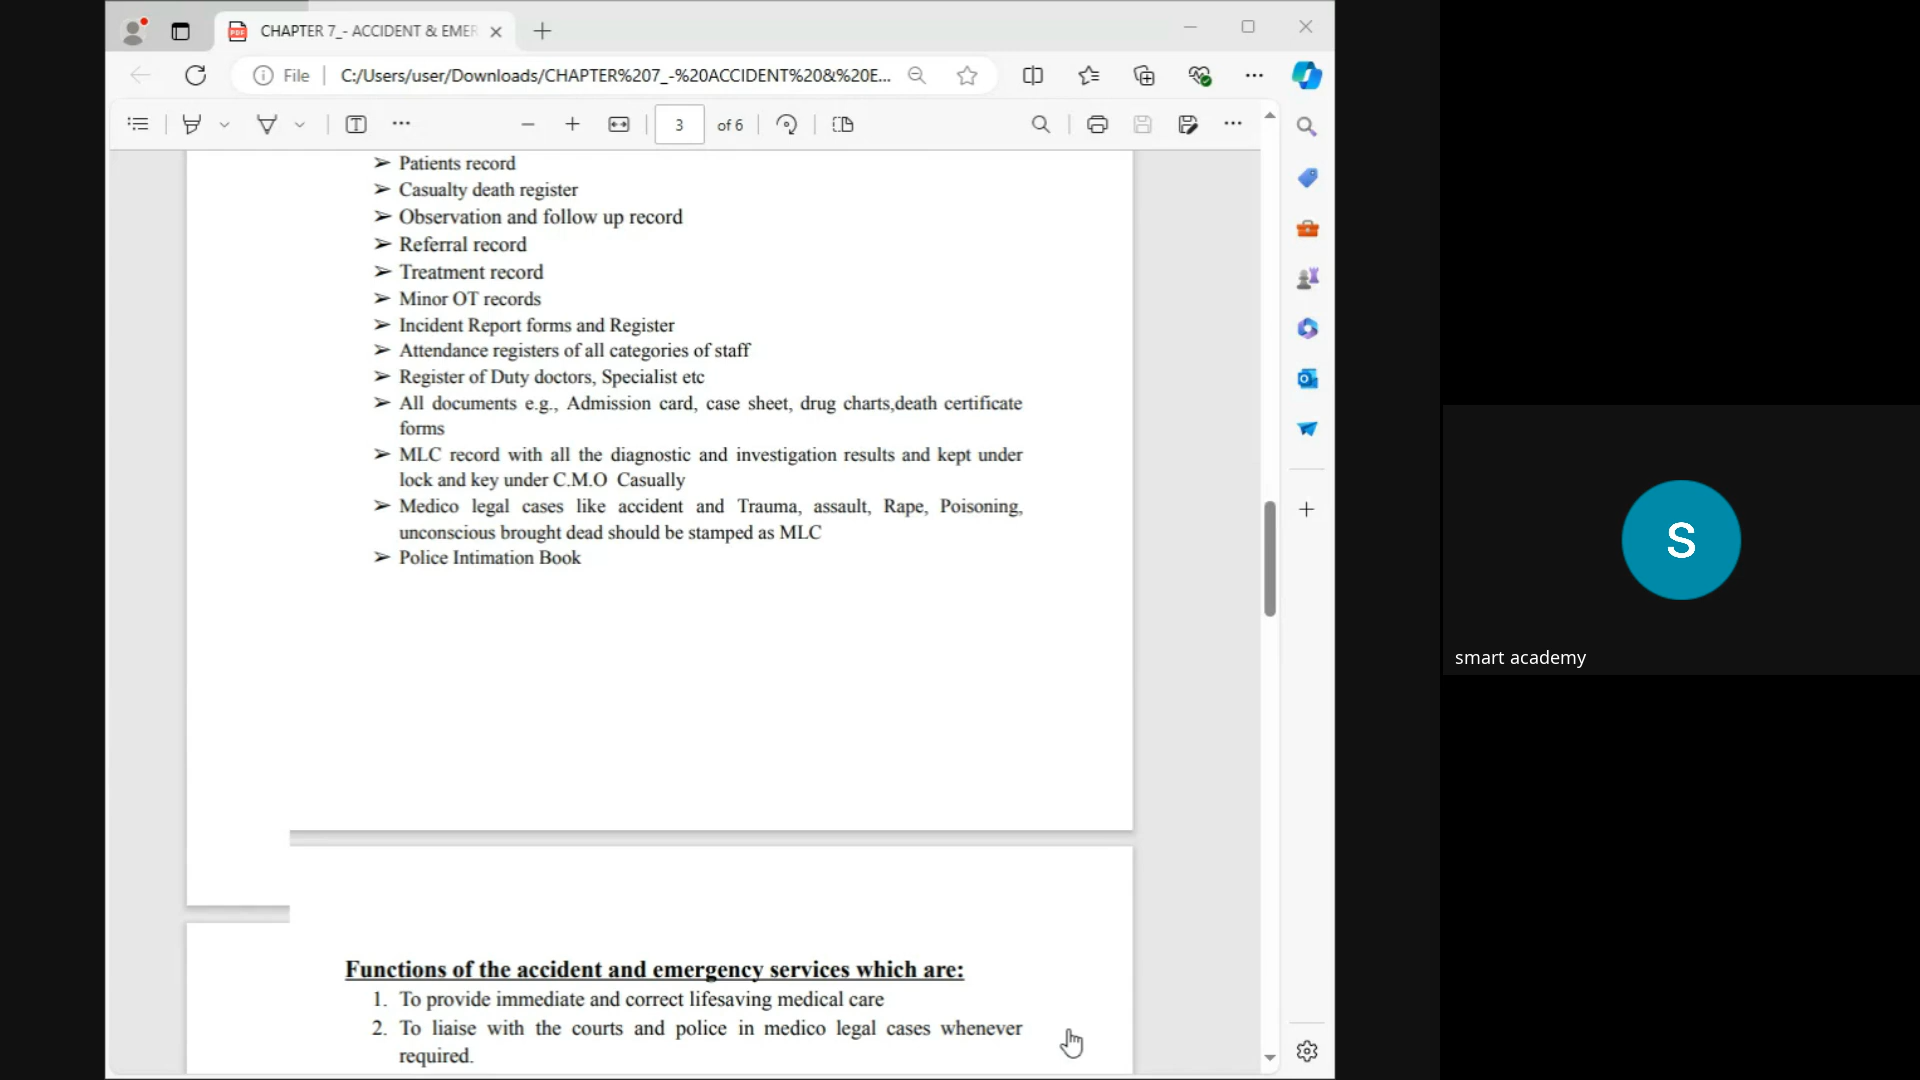 CHAPTER 7_- ACCIDENT & EMER
File
C:/Users/user/Downloads/CHAPTER%207_-%20ACCIDENT%20&%20E...
3 of 6
➢ Patients record
➢ Casualty death register
➢ Observation and follow up record
➢ Referral record
➢ Treatment record
➢ Minor OT records
➢ Incident Report forms and Register
➢ Attendance registers of all categories of staff
➢ Register of Duty doctors, Specialist etc
➢ All documents e.g., Admission card, case sheet, drug charts,death certificate
forms
➢ MLC record with all the diagnostic and investigation results and kept under
lock and key under C.M.O Casually
➢ Medico legal cases like accident and Trauma, assault, Rape, Poisoning,
unconscious brought dead should be stamped as MLC
➢ Police Intimation Book
Functions of the accident and emergency services which are:
1. To provide immediate and correct lifesaving medical care
2. To liaise with the courts and police in medico legal cases whenever
required.
S
smart academy